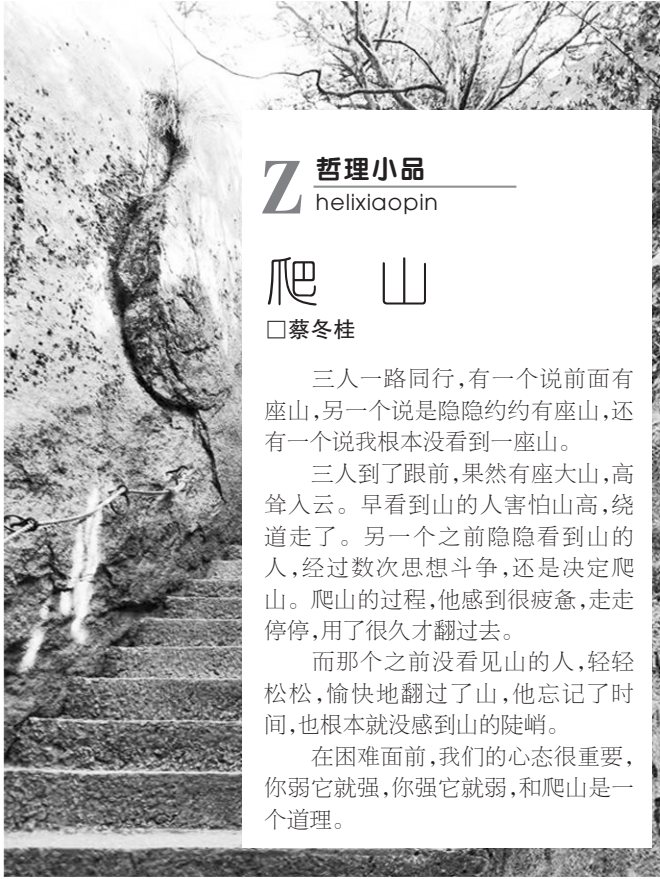 Z 哲理小品
helixiaopin
爬 山
□蔡冬桂
三人一路同行,有一个说前面有
座山,另一个说是隐隐约约有座山,还
有一个说我根本没看到一座山。
三人到了跟前,果然有座大山,高
耸入云。早看到山的人害怕山高,绕
道走了。另一个之前隐隐看到山的
人,经过数次思想斗争,还是决定爬
山。爬山的过程,他感到很疲惫,走走
停停,用了很久才翻过去。
而那个之前没看见山的人,轻轻
松松,愉快地翻过了山,他忘记了时
间,也根本就没感到山的陡峭。
在困难面前,我们的心态很重要,
你弱它就强,你强它就弱,和爬山是一
个道理。